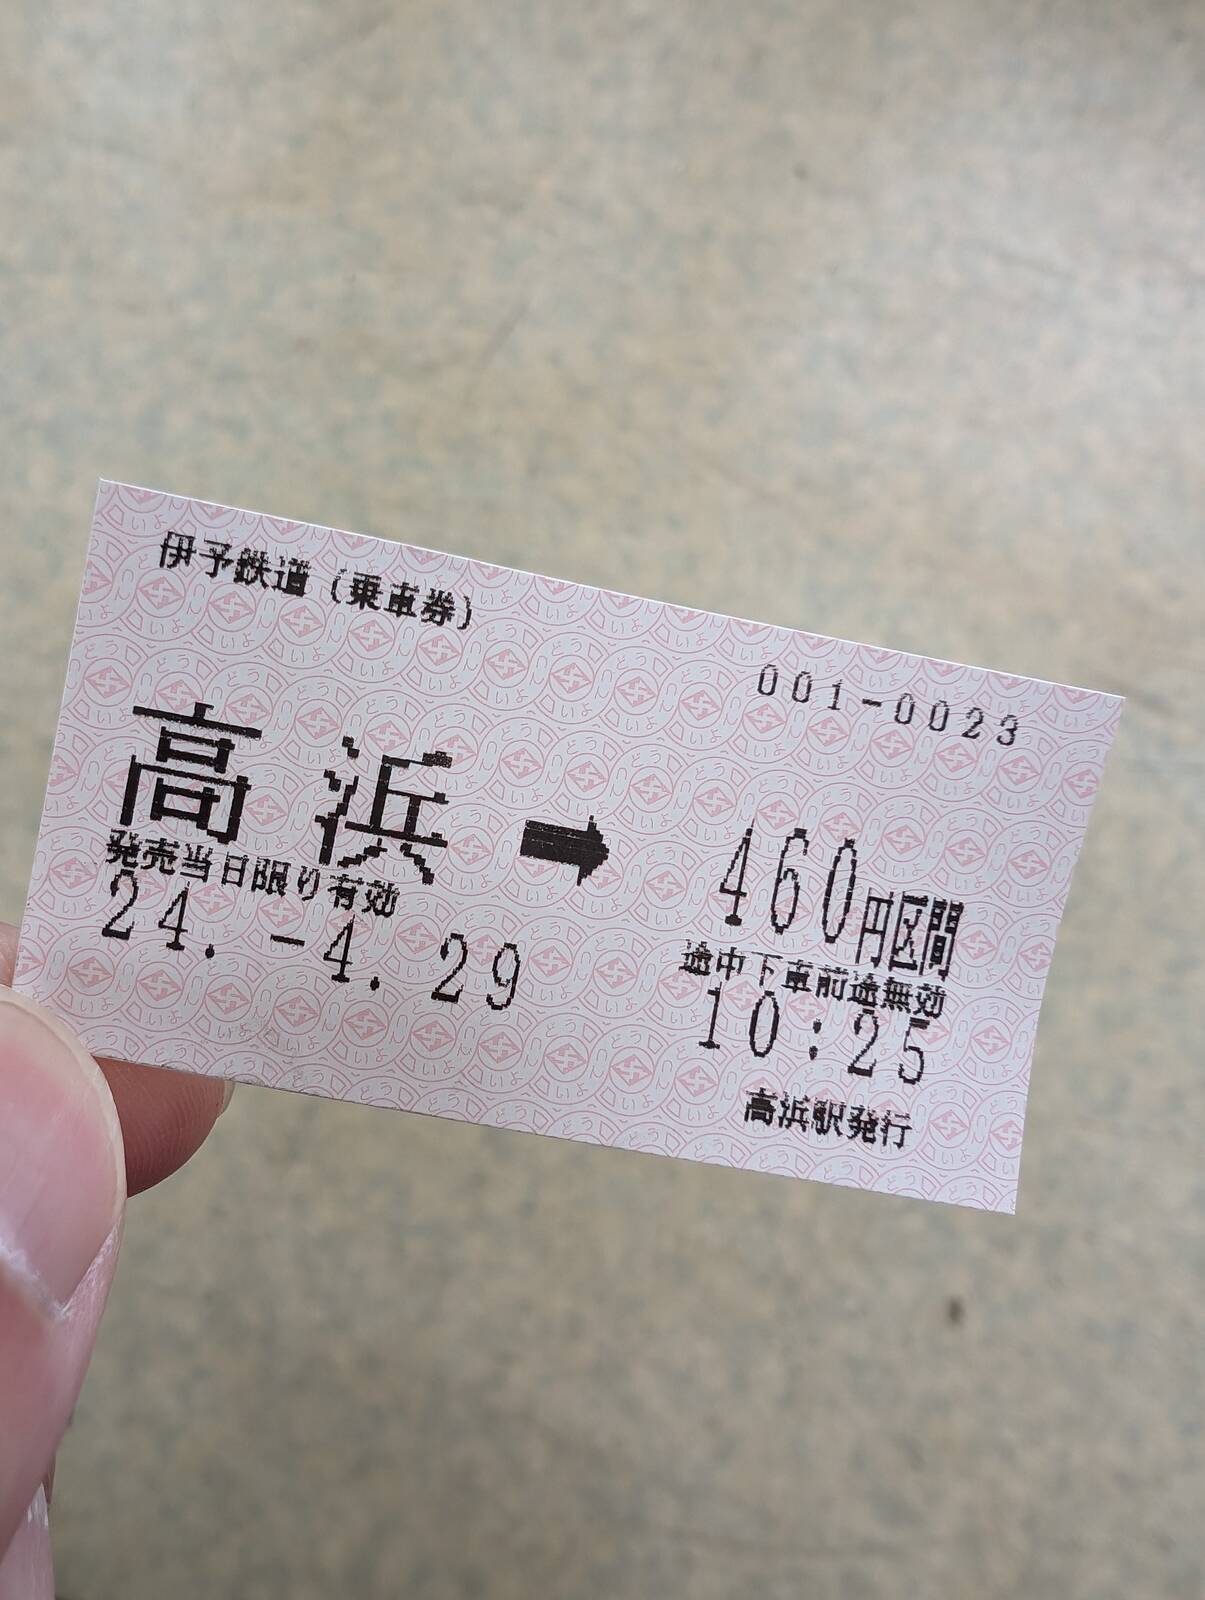 伊予鉄道（乗車券）
001-0023
高浜➡460円区間
発売当日限り有効 途中下車前途無効
24.-4.29 10:25
高浜駅発行